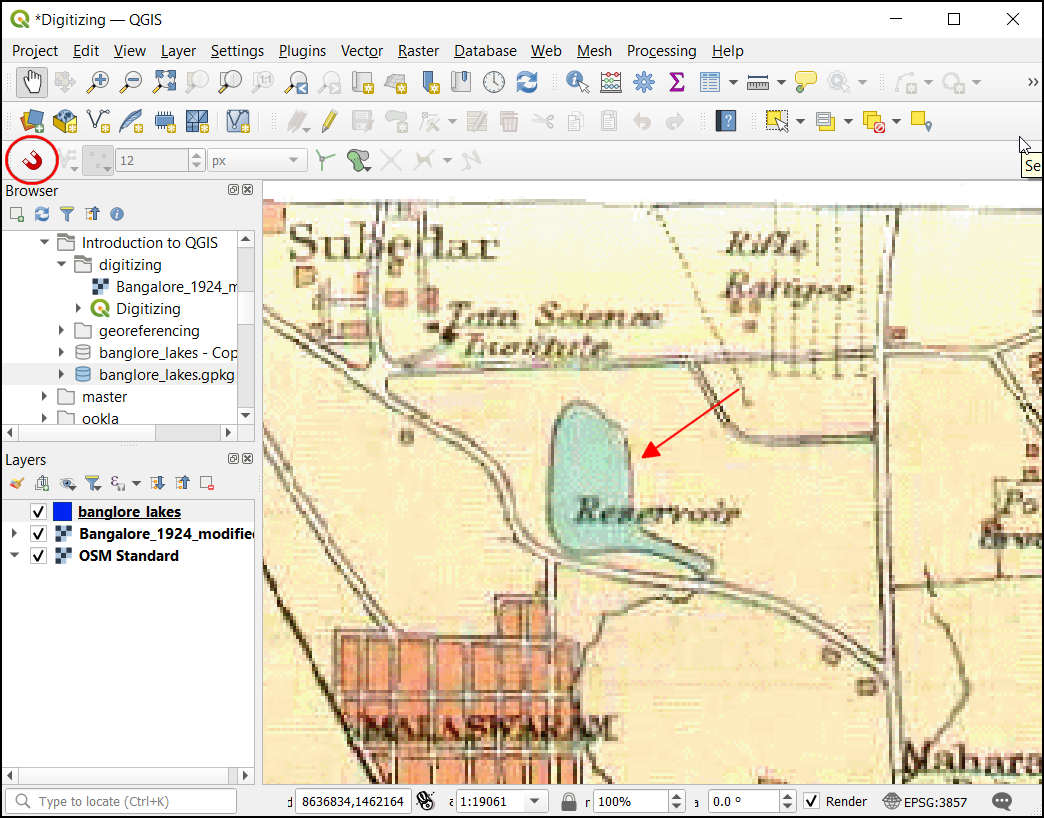 *Digitizing — QGIS
Project Edit View Layer Settings Plugins Vector Raster Database Web Mesh Processing Help
12 px
Se
Browser
Introduction to QGIS
digitizing
Bangalore_1924_m
Digitizing
georeferencing
banglore_lakes - Cop
banglore_lakes.gpkg
master
ookla
Layers
banglore_lakes
Bangalore_1924_modified
OSM Standard
Subedar
Rifle
Ranges
Tata Science
Institute
Reservoir
MALASWARAM
Mahara
Type to locate (Ctrl+K)
8636834,1462164
1:19061
100%
0.0 °
Render
EPSG:3857